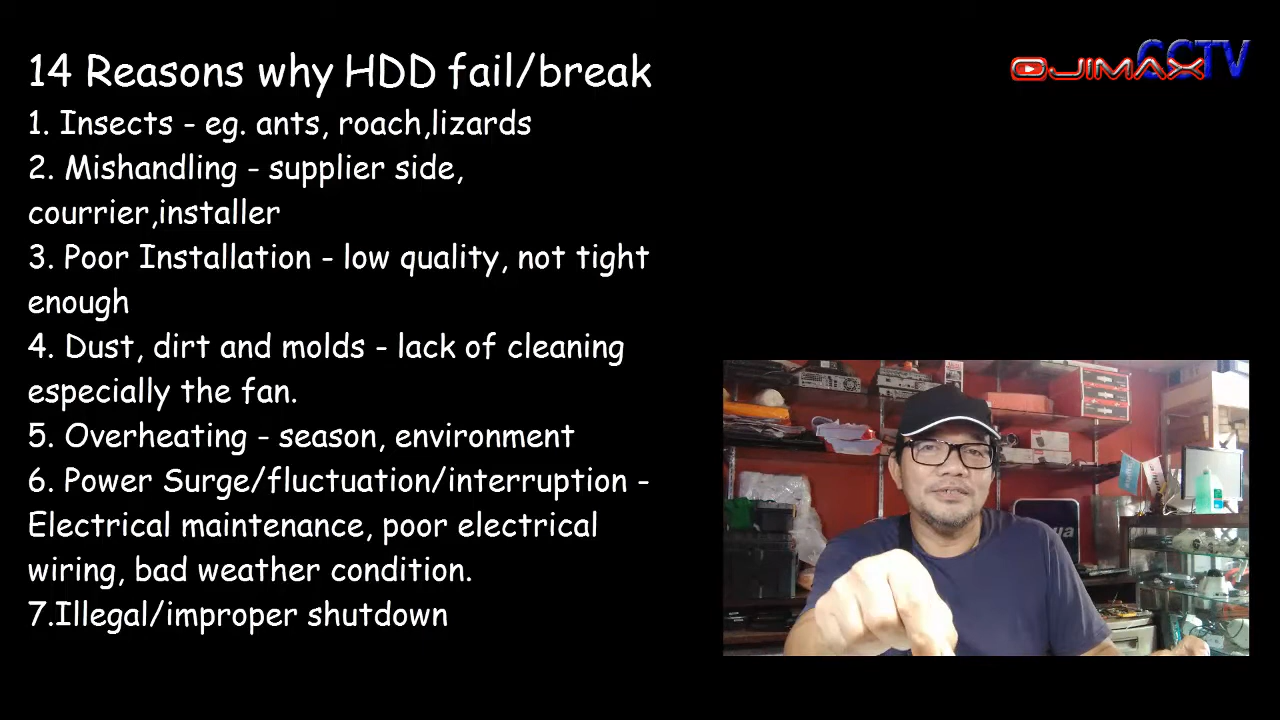 14 Reasons why HDD fail/break
1. Insects - eg. ants, roach,lizards
2. Mishandling - supplier side,
courrier,installer
3. Poor Installation - low quality, not tight
enough
4. Dust, dirt and molds - lack of cleaning
especially the fan.
5. Overheating - season, environment
6. Power Surge/fluctuation/interruption -
Electrical maintenance, poor electrical
wiring, bad weather condition.
7.Illegal/improper shutdown
OJIMAX CCTV